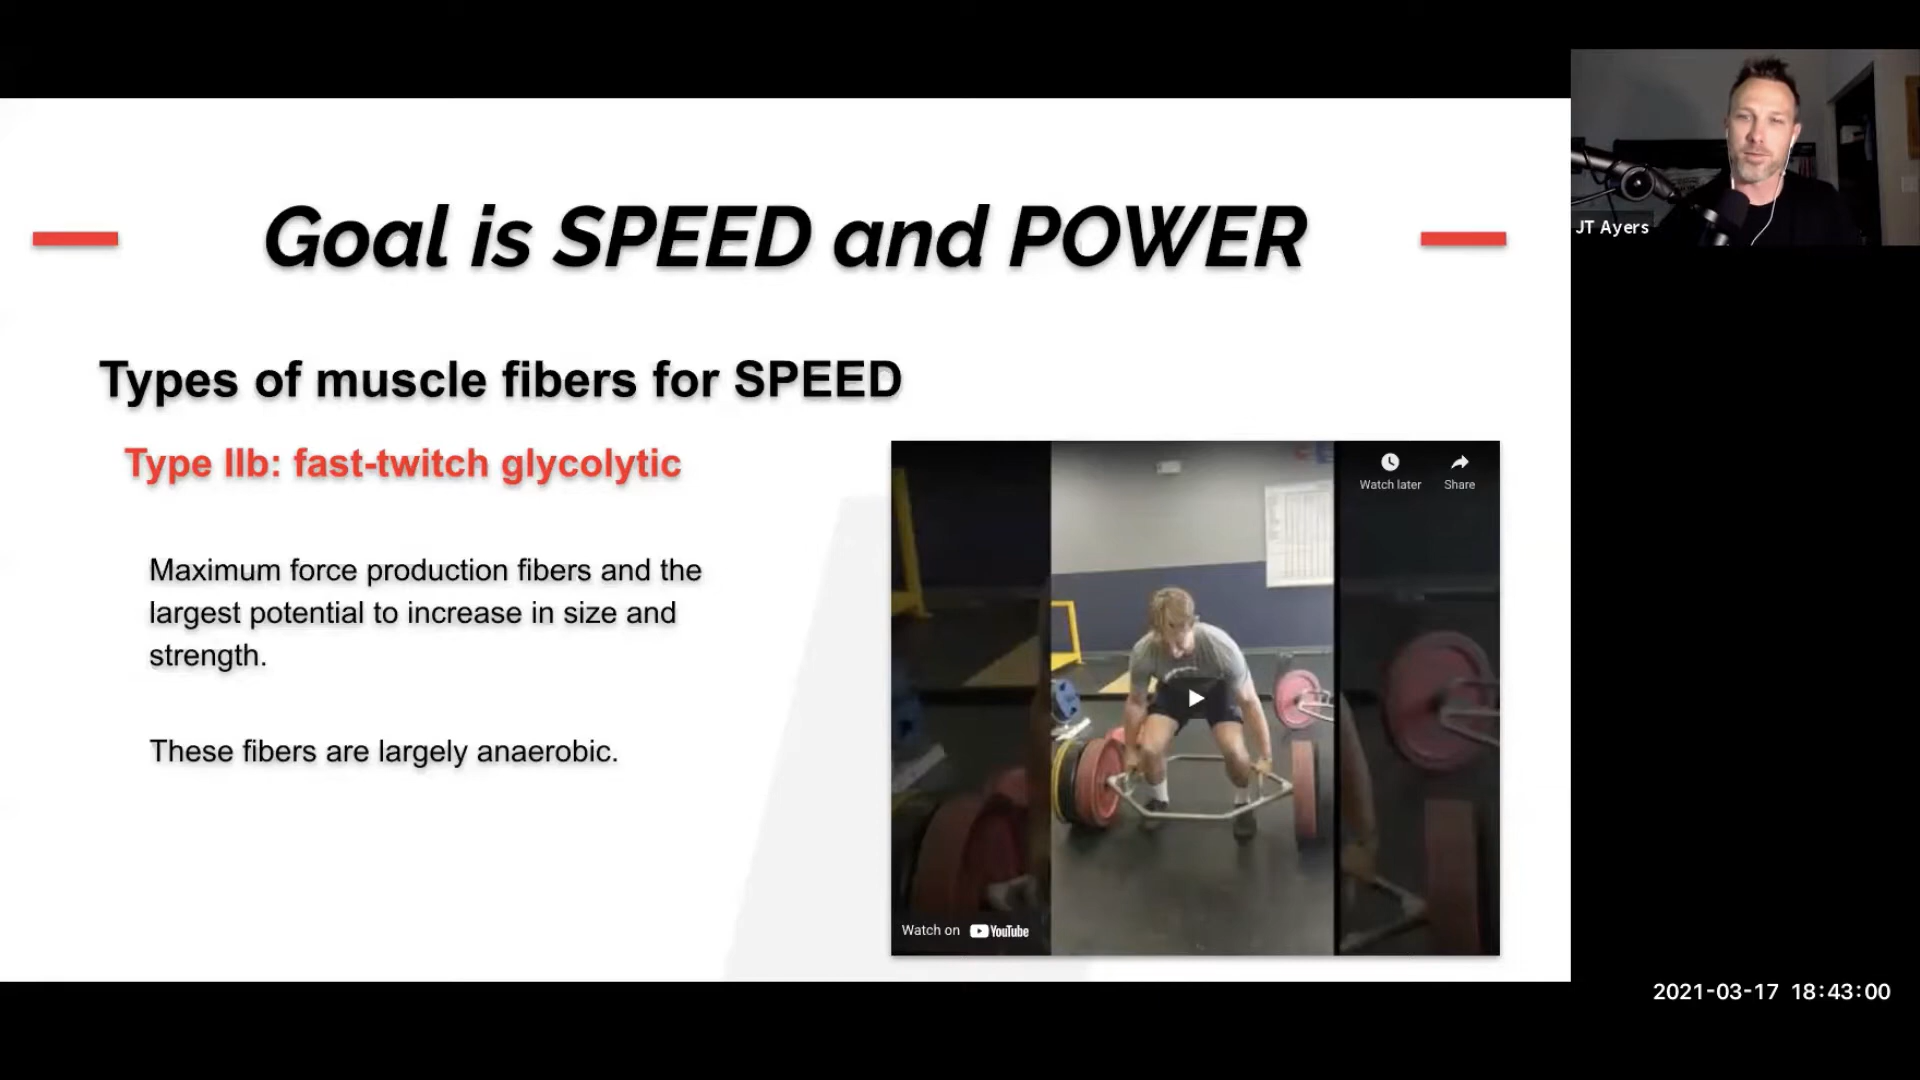 Goal is SPEED and POWER
JT Ayers
Types of muscle fibers for SPEED
Type IIb: fast-twitch glycolytic
Watch later
Share
Maximum force production fibers and the
largest potential to increase in size and
strength.
These fibers are largely anaerobic.
Watch on YouTube
2021-03-17 18:43:00